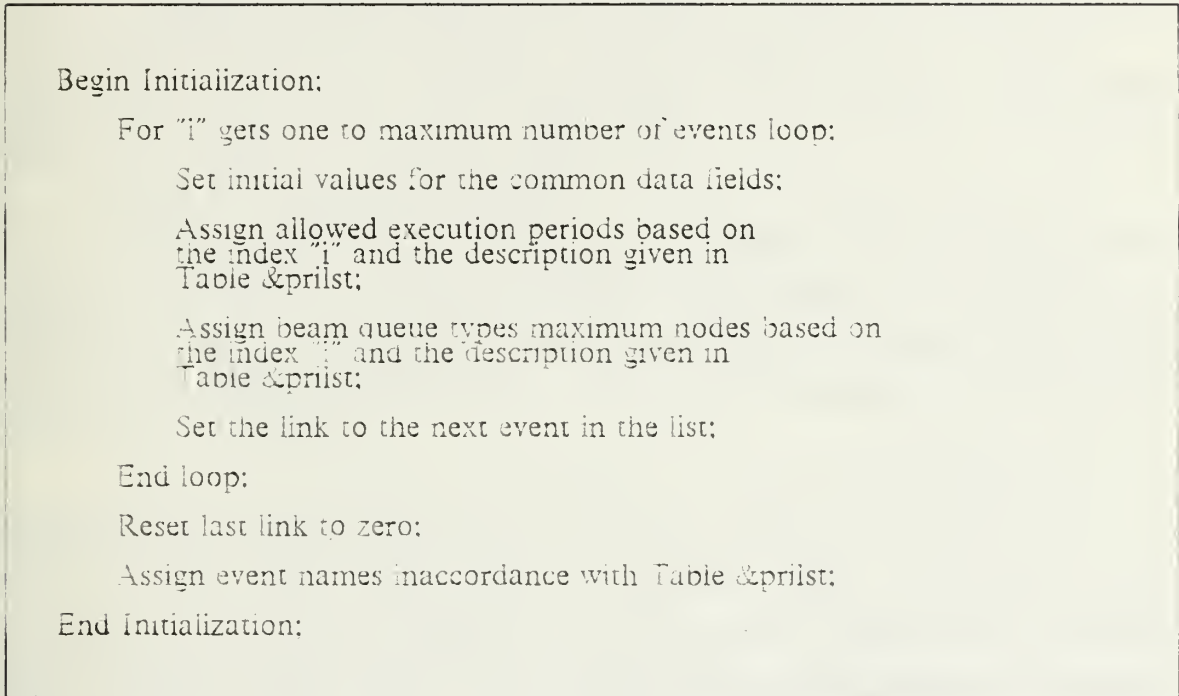 Begin Initialization;
For "i" gets one to maximum number of events loop;
Set initial values for the common data fields;
Assign allowed execution periods based on
the index "i" and the description given in
Table &prilst;
Assign beam queue types maximum nodes based on
the index "i" and the description given in
Table &prilst;
Set the link to the next event in the list;
End loop;
Reset last link to zero;
Assign event names inaccordance with Table &prilst;
End Initialization;